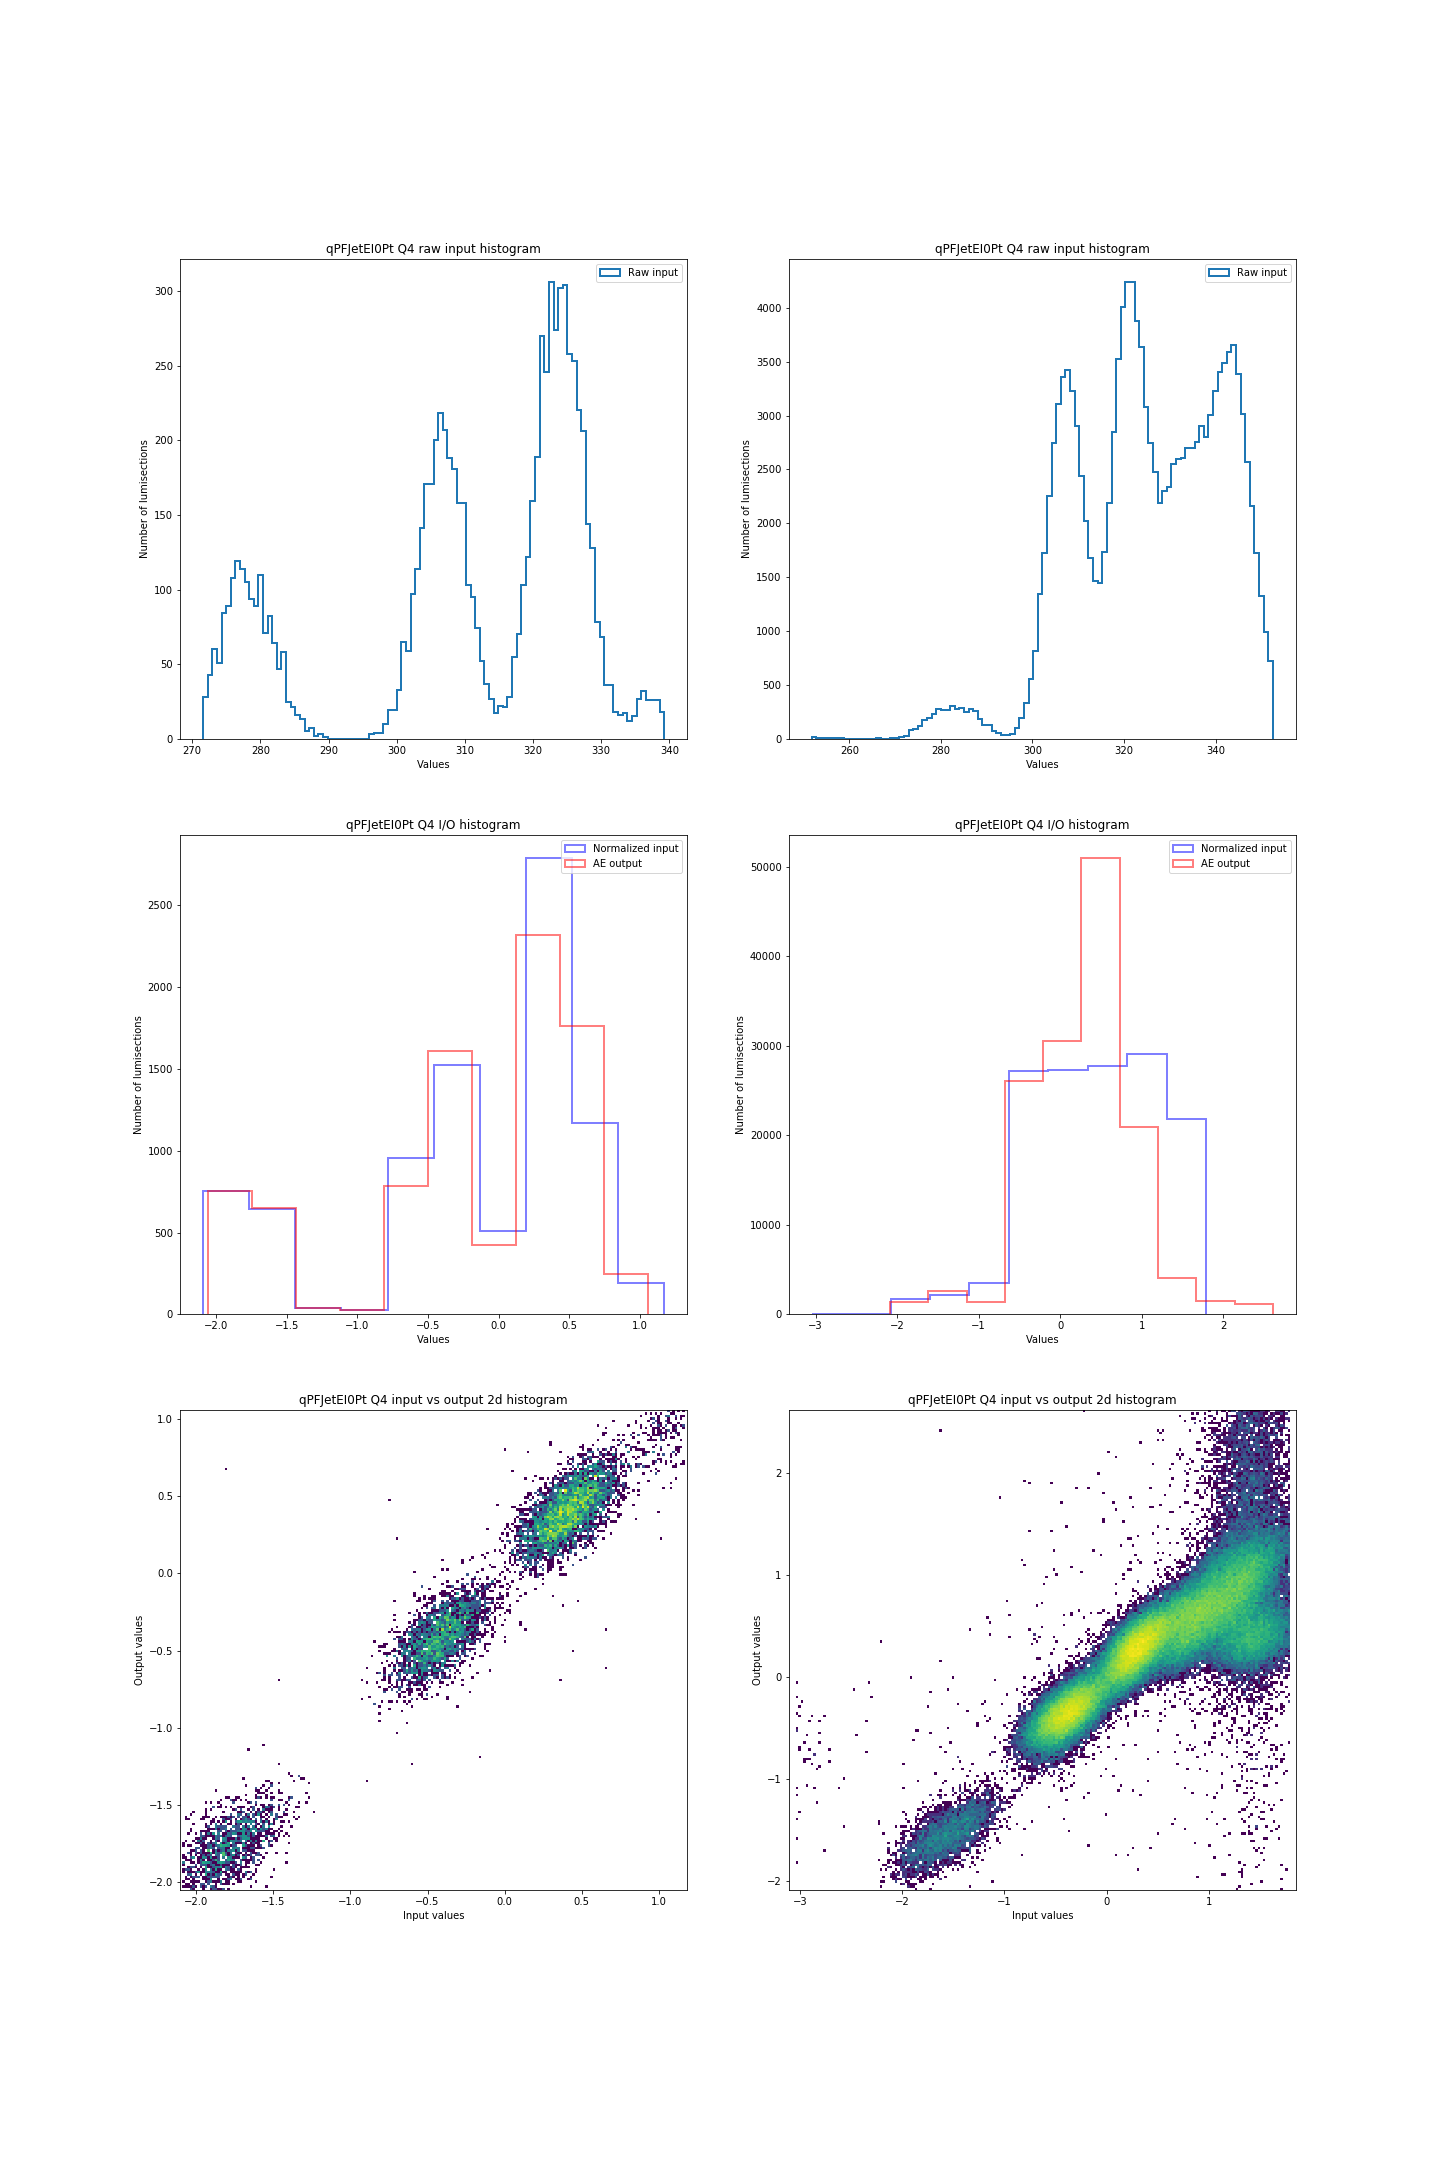 qPFJetEI0Pt Q4 raw input histogram
Raw input
300
250
200
150
100
50
0
Number of lumisections
270 280 290 300 310 320 330 340
Values
qPFJetEI0Pt Q4 raw input histogram
Raw input
4000
3500
3000
2500
2000
1500
1000
500
0
Number of lumisections
260 280 300 320 340
Values
qPFJetEI0Pt Q4 I/O histogram
Normalized input
AE output
2500
2000
1500
1000
500
0
Number of lumisections
−2.0 −1.5 −1.0 −0.5 0.0 0.5 1.0
Values
qPFJetEI0Pt Q4 I/O histogram
Normalized input
AE output
50000
40000
30000
20000
10000
0
Number of lumisections
−3 −2 −1 0 1 2
Values
qPFJetEI0Pt Q4 input vs output 2d histogram
1.0
0.5
0.0
−0.5
−1.0
−1.5
−2.0
Output values
−2.0 −1.5 −1.0 −0.5 0.0 0.5 1.0
Input values
qPFJetEI0Pt Q4 input vs output 2d histogram
2
1
0
−1
−2
Output values
−3 −2 −1 0 1
Input values